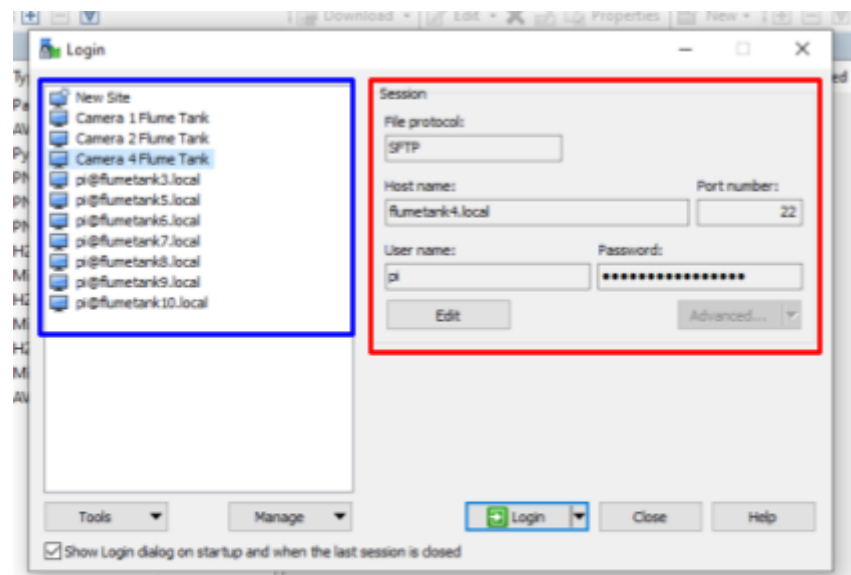 Download Edit Properties New
Login
New Site
Camera 1 Flume Tank
Camera 2 Flume Tank
Camera 4 Flume Tank
pi@flumetank3.local
pi@flumetank5.local
pi@flumetank6.local
pi@flumetank7.local
pi@flumetank8.local
pi@flumetank9.local
pi@flumetank10.local
Session
File protocol:
SFTP
Host name: Port number:
flumetank4.local 22
User name: Password:
pi ••••••••••••••••
Edit Advanced...
Tools Manage Login Close Help
Show Login dialog on startup and when the last session is closed